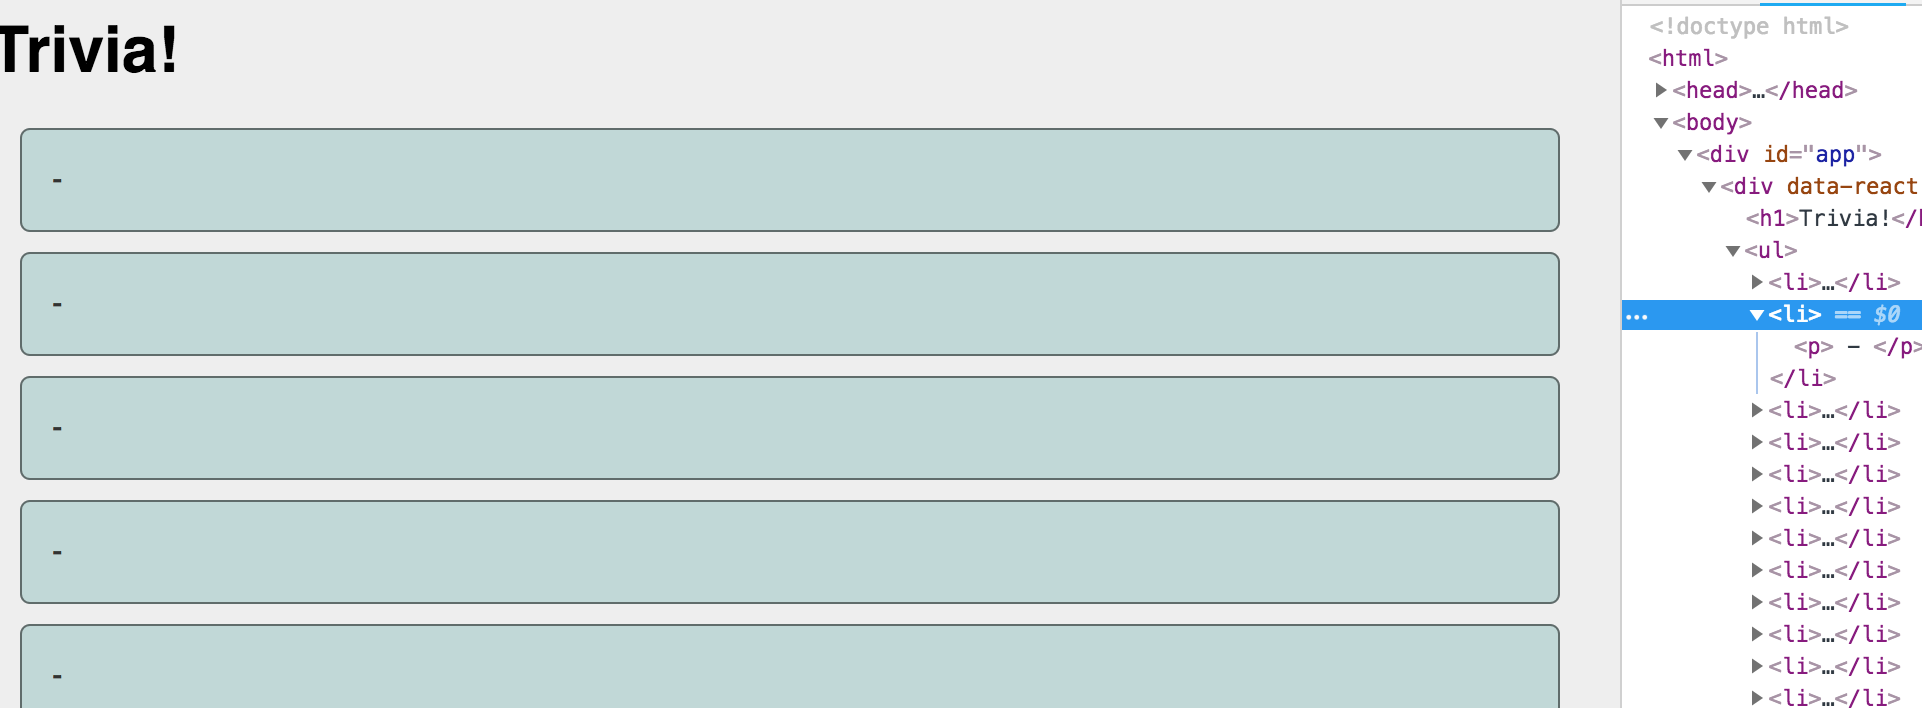 Trivia!
-
-
-
-
-
<!doctype html>
<html>
<head>…</head>
<body>
<div id="app">
<div data-react
<h1>Trivia!</h
<ul>
<li>…</li>
… <li> == $0
<p> - </p>
</li>
<li>…</li>
<li>…</li>
<li>…</li>
<li>…</li>
<li>…</li>
<li>…</li>
<li>…</li>
<li>…</li>
<li>…</li>
<li>…</li>